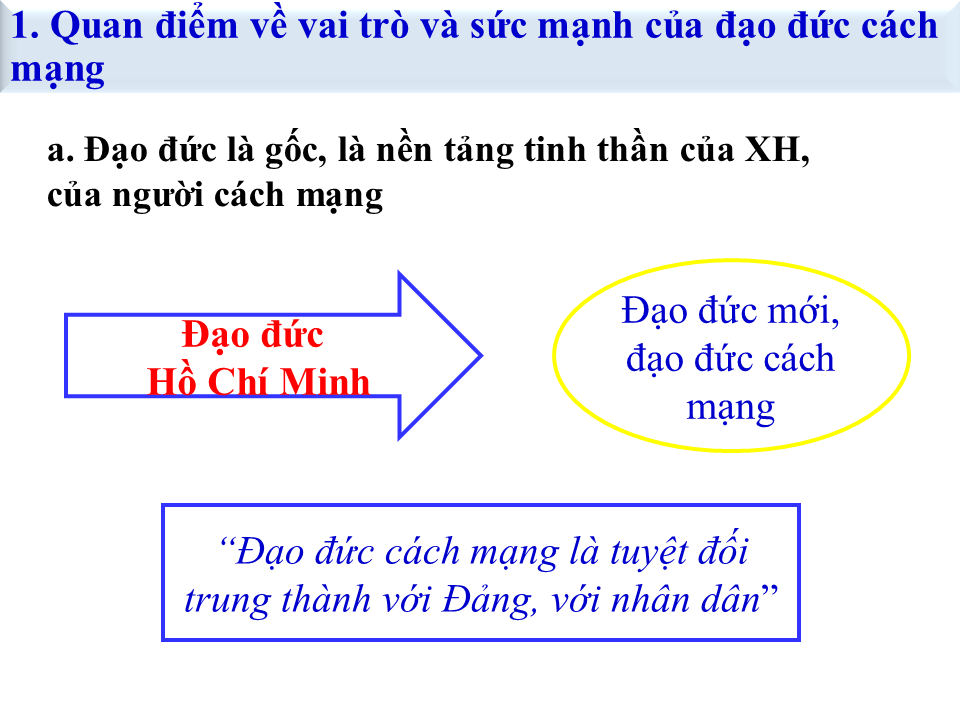 1. Quan điểm về vai trò và sức mạnh của đạo đức cách
mạng
a. Đạo đức là gốc, là nền tảng tinh thần của XH,
của người cách mạng
Đạo đức
Hồ Chí Minh
Đạo đức mới,
đạo đức cách
mạng
“Đạo đức cách mạng là tuyệt đối
trung thành với Đảng, với nhân dân”